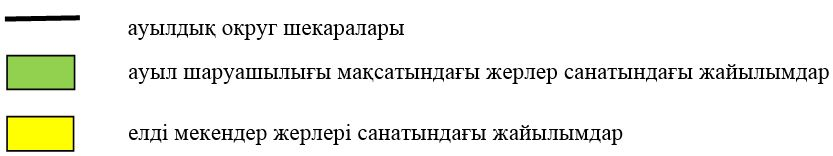 ауылдық округ шекаралары
ауыл шаруашылығы мақсатындағы жерлер санатындағы жайылымдар
елді мекендер жерлері санатындағы жайылымдар